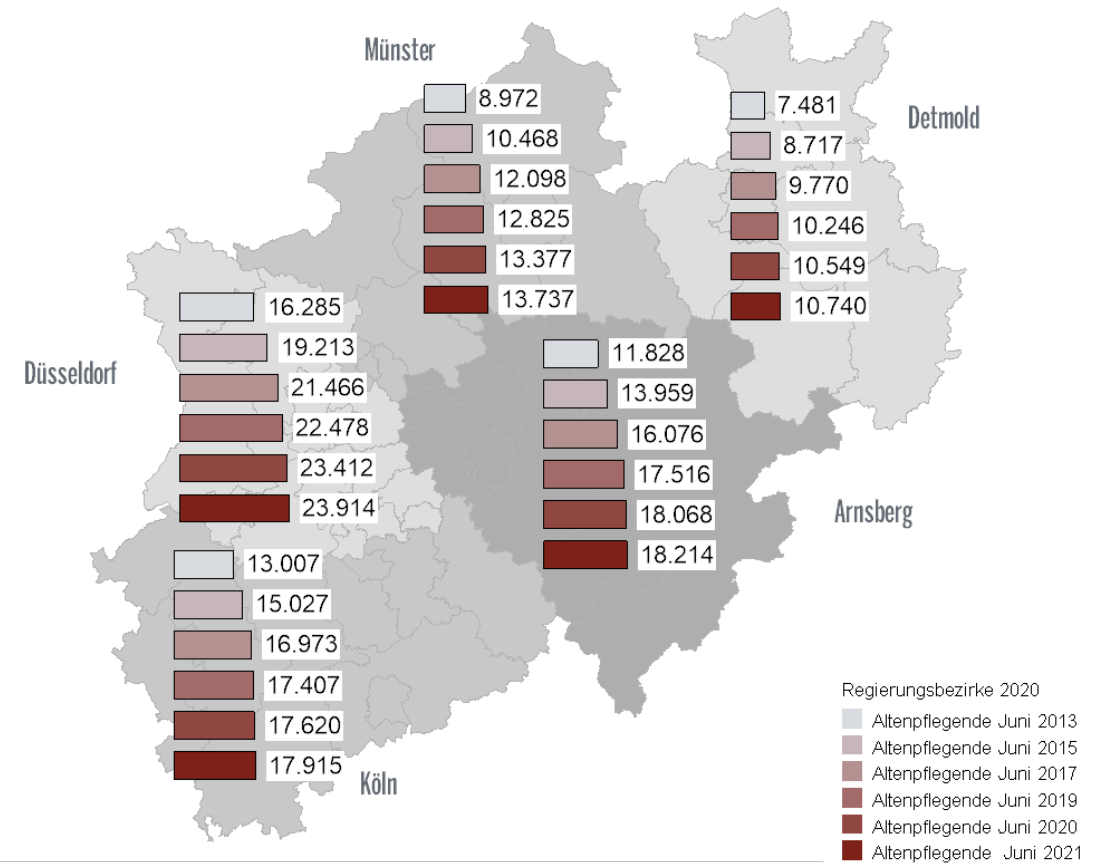 Münster
8.972
10.468
12.098
12.825
13.377
13.737
Detmold
7.481
8.717
9.770
10.246
10.549
10.740
Düsseldorf
16.285
19.213
21.466
22.478
23.412
23.914
Arnsberg
11.828
13.959
16.076
17.516
18.068
18.214
Köln
13.007
15.027
16.973
17.407
17.620
17.915
Regierungsbezirke 2020
Altenpflegende Juni 2013
Altenpflegende Juni 2015
Altenpflegende Juni 2017
Altenpflegende Juni 2019
Altenpflegende Juni 2020
Altenpflegende Juni 2021